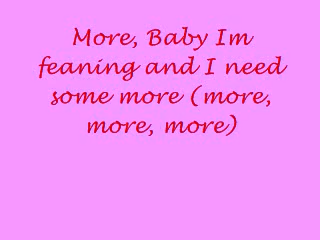 More, Baby Im
feaning and I need
some more (more,
more, more)